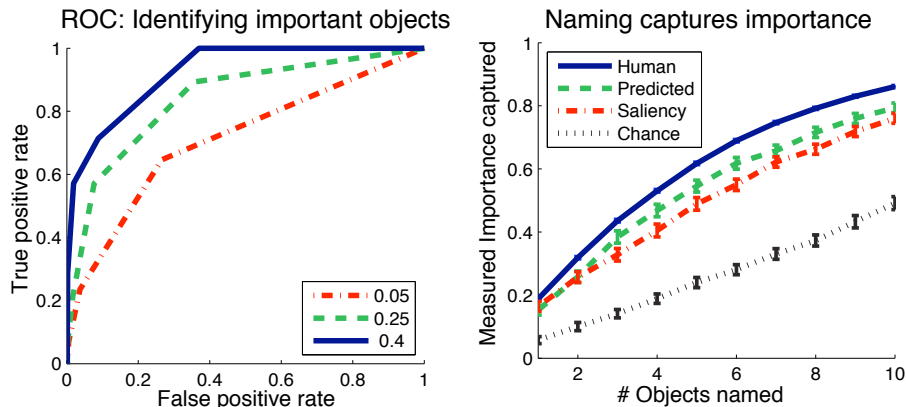 ROC: Identifying important objects
True positive rate
1
0.8
0.6
0.4
0.2
0
0.05
0.25
0.4
0 0.2 0.4 0.6 0.8 1
False positive rate
Naming captures importance
Measured Importance captured
1
0.8
0.6
0.4
0.2
0
Human
Predicted
Saliency
Chance
2 4 6 8 10
# Objects named